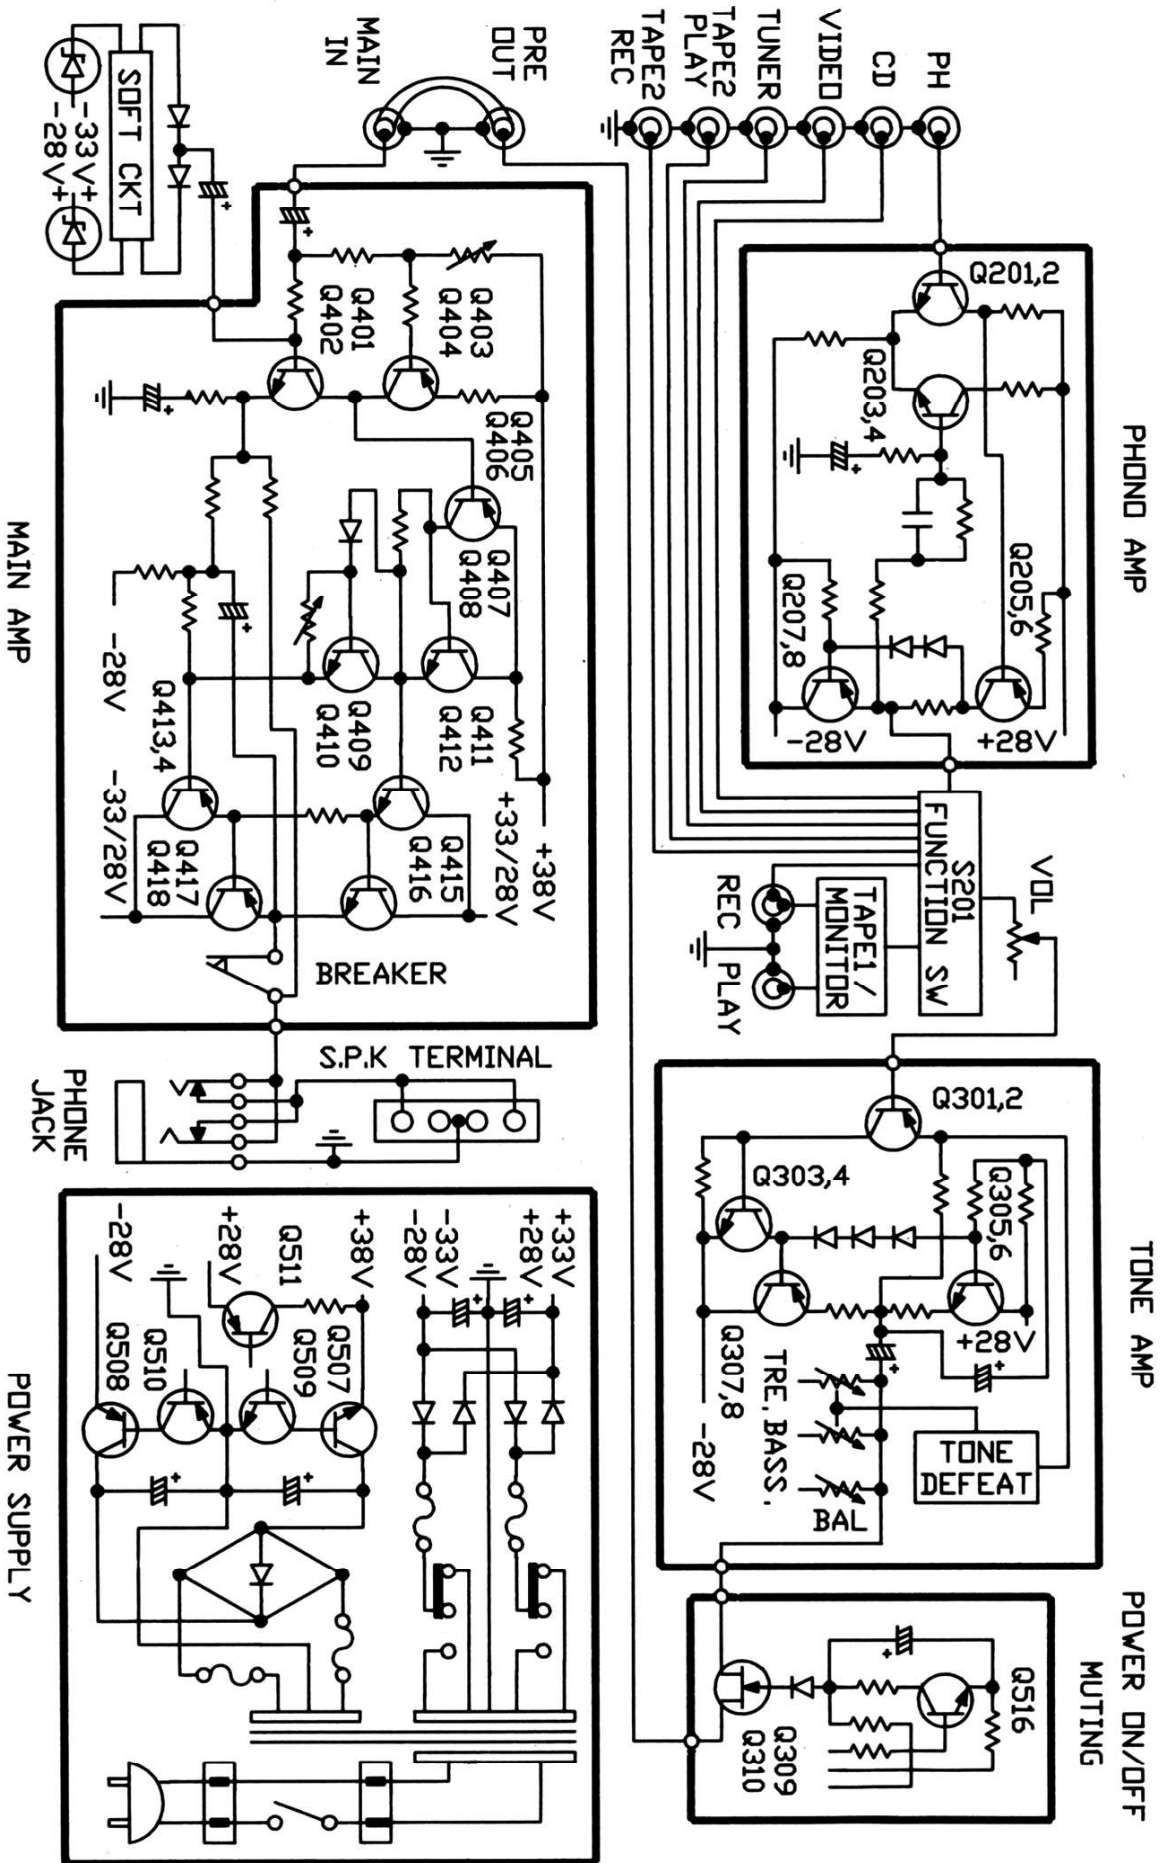 PH
CD
VIDEO
TUNER
TAPE2
PLAY
TAPE2
REC
PRE
OUT
MAIN
IN
SOFT CKT
-33V+
-28V+
PHONO AMP
Q201,2
Q203,4
Q205,6
Q207,8
-28V
+28V
S201
FUNCTION SW
VOL
TAPE1/
MONITOR
REC
PLAY
TONE AMP
Q301,2
Q303,4
Q305,6
Q307,8
+28V
-28V
TRE.
BASS.
BAL
TONE
DEFEAT
POWER ON/OFF
MUTING
Q516
Q309
Q310
MAIN AMP
Q401
Q402
Q403
Q404
Q405
Q406
Q407
Q408
Q409
Q410
Q411
Q412
Q413,4
Q415
Q416
Q417
Q418
-28V
-33/28V
+33/28V
+38V
BREAKER
S.P.K TERMINAL
PHONE
JACK
POWER SUPPLY
+33V
+28V
-33V
-28V
+38V
Q511
+28V
-28V
Q507
Q509
Q510
Q508